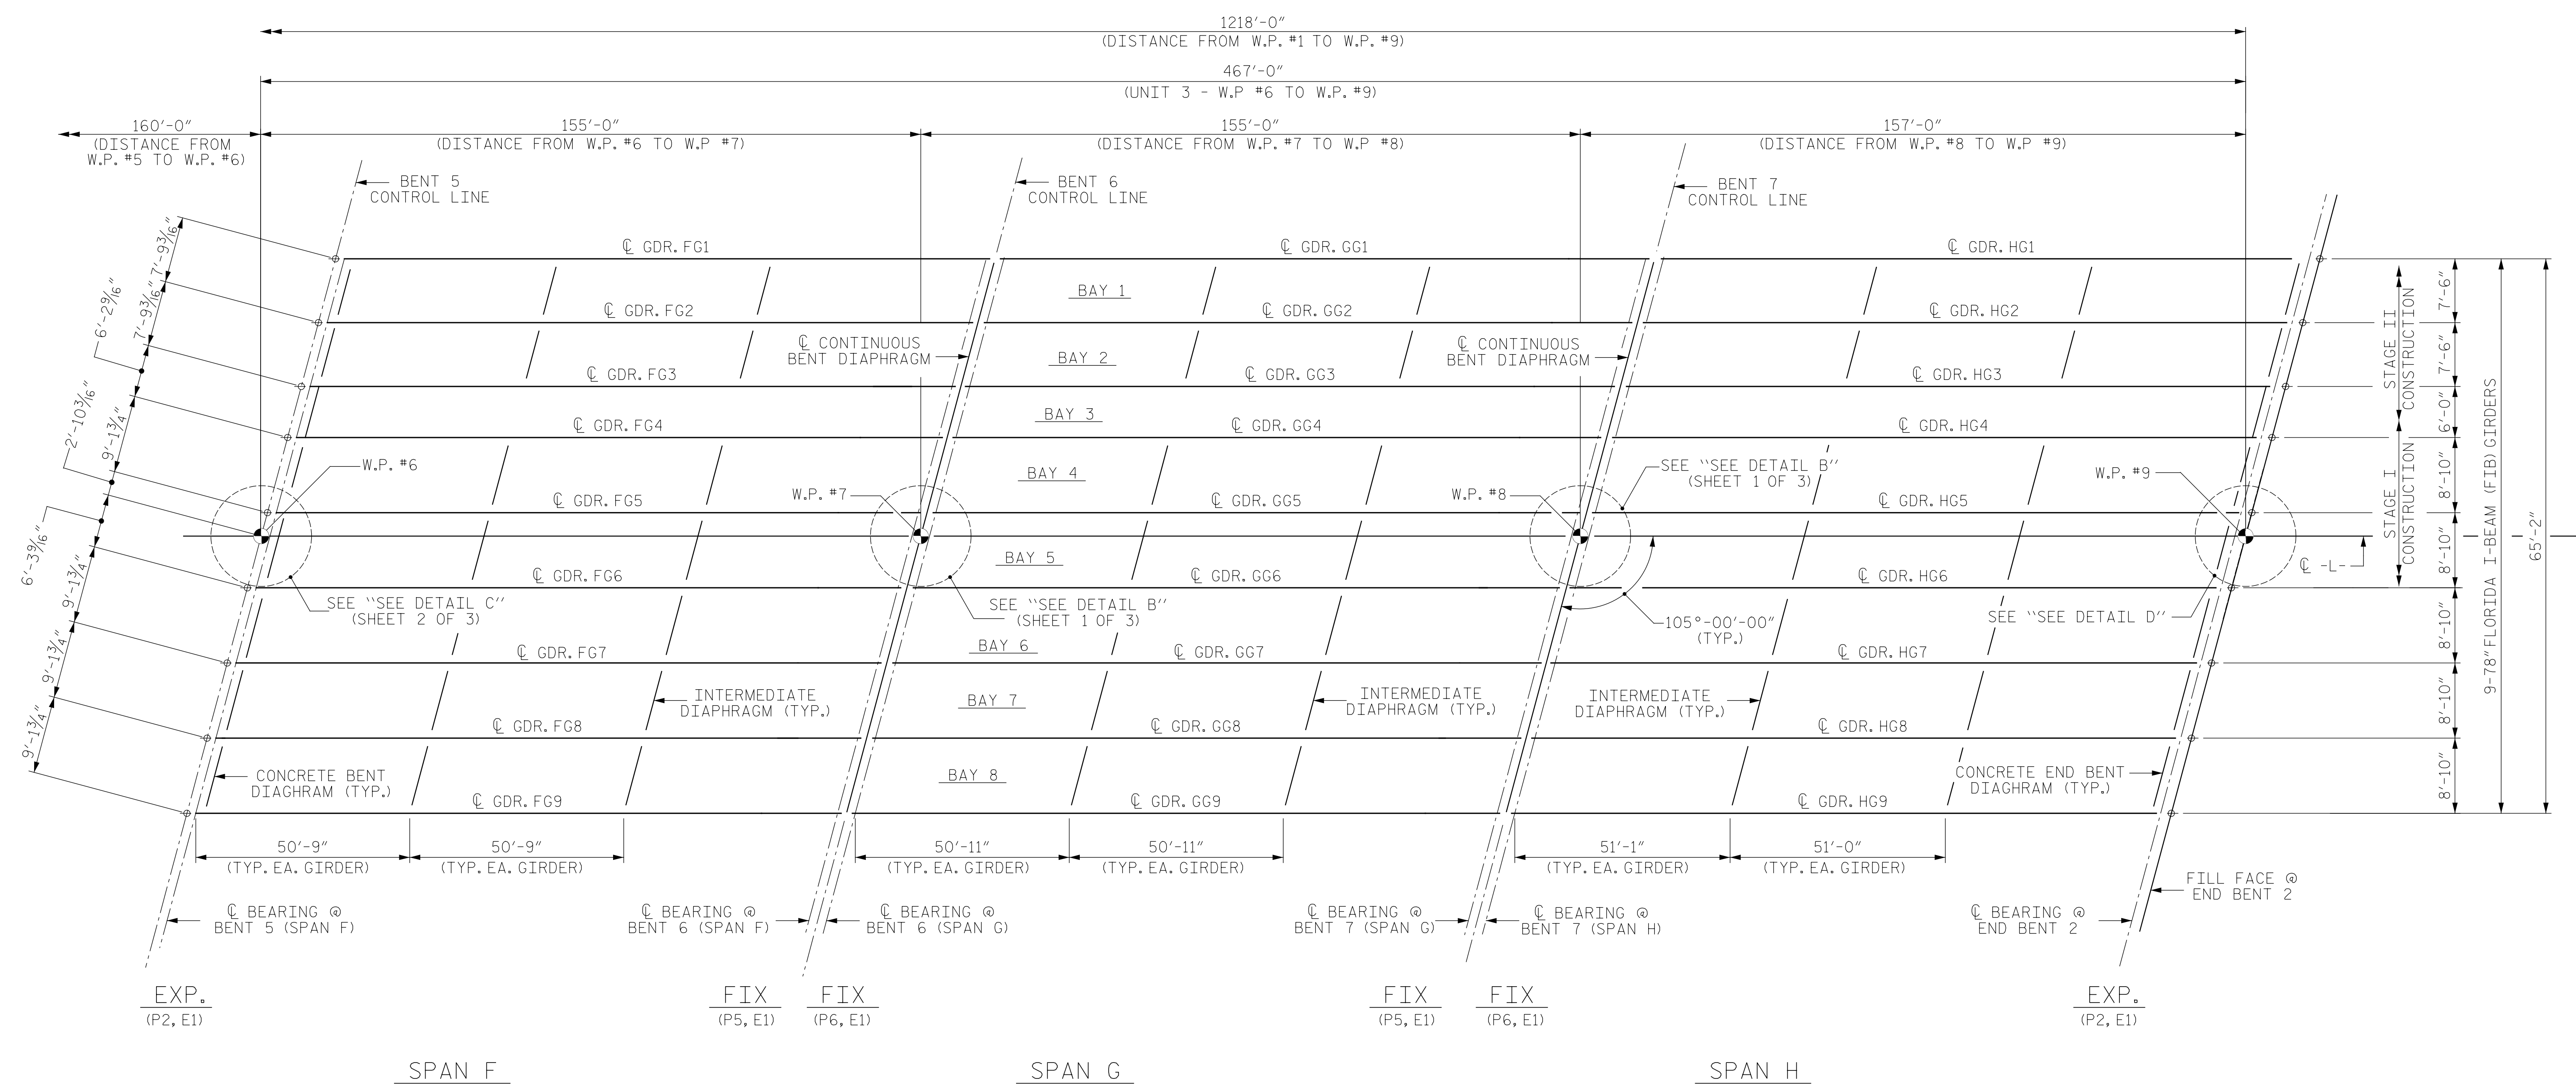 1218'-0"
(DISTANCE FROM W.P. #1 TO W.P. #9)
467'-0"
(UNIT 3 - W.P #6 TO W.P. #9)
160'-0"
(DISTANCE FROM
W.P. #5 TO W.P. #6)
155'-0"
(DISTANCE FROM W.P. #6 TO W.P #7)
155'-0"
(DISTANCE FROM W.P. #7 TO W.P #8)
157'-0"
(DISTANCE FROM W.P. #8 TO W.P #9)
BENT 5
CONTROL LINE
BENT 6
CONTROL LINE
BENT 7
CONTROL LINE
7'-9 3/16"
7'-9 3/16"
6'-2 9/16"
9'-1 3/4"
2'-10 3/16"
6'-3 9/16"
9'-1 3/4"
9'-1 3/4"
9'-1 3/4"
℄ GDR. FG1
℄ GDR. GG1
℄ GDR. HG1
BAY 1
℄ GDR. FG2
℄ GDR. GG2
℄ GDR. HG2
℄ CONTINUOUS
BENT DIAPHRAGM
BAY 2
℄ CONTINUOUS
BENT DIAPHRAGM
℄ GDR. FG3
℄ GDR. GG3
℄ GDR. HG3
BAY 3
℄ GDR. FG4
℄ GDR. GG4
℄ GDR. HG4
W.P. #6
W.P. #7
BAY 4
W.P. #8
SEE ``SEE DETAIL B''
(SHEET 1 OF 3)
W.P. #9
℄ GDR. FG5
℄ GDR. GG5
℄ GDR. HG5
BAY 5
℄ -L-
℄ GDR. FG6
℄ GDR. GG6
℄ GDR. HG6
SEE ``SEE DETAIL C''
(SHEET 2 OF 3)
SEE ``SEE DETAIL B''
(SHEET 1 OF 3)
105°-00'-00"
(TYP.)
SEE ``SEE DETAIL D''
BAY 6
℄ GDR. FG7
℄ GDR. GG7
℄ GDR. HG7
INTERMEDIATE
DIAPHRAGM (TYP.)
BAY 7
INTERMEDIATE
DIAPHRAGM (TYP.)
INTERMEDIATE
DIAPHRAGM (TYP.)
℄ GDR. FG8
℄ GDR. GG8
℄ GDR. HG8
CONCRETE BENT
DIAGHRAM (TYP.)
BAY 8
CONCRETE END BENT
DIAGHRAM (TYP.)
℄ GDR. FG9
℄ GDR. GG9
℄ GDR. HG9
STAGE II
CONSTRUCTION
STAGE I
CONSTRUCTION
7'-6"
7'-6"
6'-0"
8'-10"
8'-10"
8'-10"
8'-10"
8'-10"
9-78" FLORIDA I-BEAM (FIB) GIRDERS
65'-2"
50'-9"
(TYP. EA. GIRDER)
50'-9"
(TYP. EA. GIRDER)
50'-11"
(TYP. EA. GIRDER)
50'-11"
(TYP. EA. GIRDER)
51'-1"
(TYP. EA. GIRDER)
51'-0"
(TYP. EA. GIRDER)
℄ BEARING @
BENT 5 (SPAN F)
℄ BEARING @
BENT 6 (SPAN F)
℄ BEARING @
BENT 6 (SPAN G)
℄ BEARING @
BENT 7 (SPAN G)
℄ BEARING @
BENT 7 (SPAN H)
℄ BEARING @
END BENT 2
FILL FACE @
END BENT 2
EXP.
(P2, E1)
FIX
(P5, E1)
FIX
(P6, E1)
FIX
(P5, E1)
FIX
(P6, E1)
EXP.
(P2, E1)
SPAN F
SPAN G
SPAN H